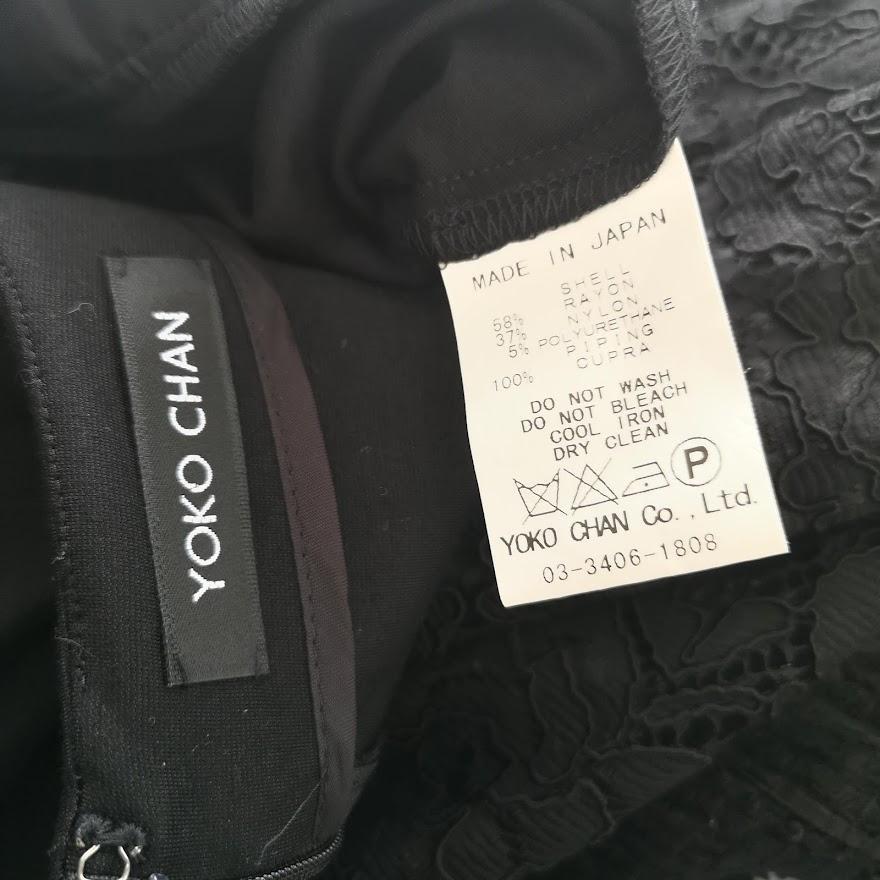 YOKO CHAN
MADE IN JAPAN
SHELL
58% RAYON
37% NYLON
5% POLYURETHANE
PIPING
100% CUPRA
DO NOT WASH
DO NOT BLEACH
COOL IRON
DRY CLEAN
P
YOKO CHAN Co.,Ltd.
03-3406-1808